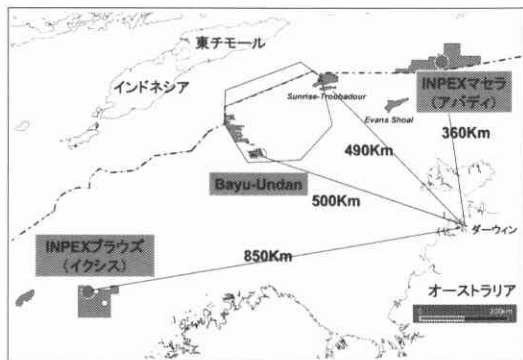 東チモール
インドネシア
Sunrise-Troubadour
INPEXマセラ
(アバディ)
Evans Shoal
360Km
490Km
Bayu-Undan
500Km
ダーウィン
INPEXブラウズ
(イクシス)
850Km
オーストラリア
200km